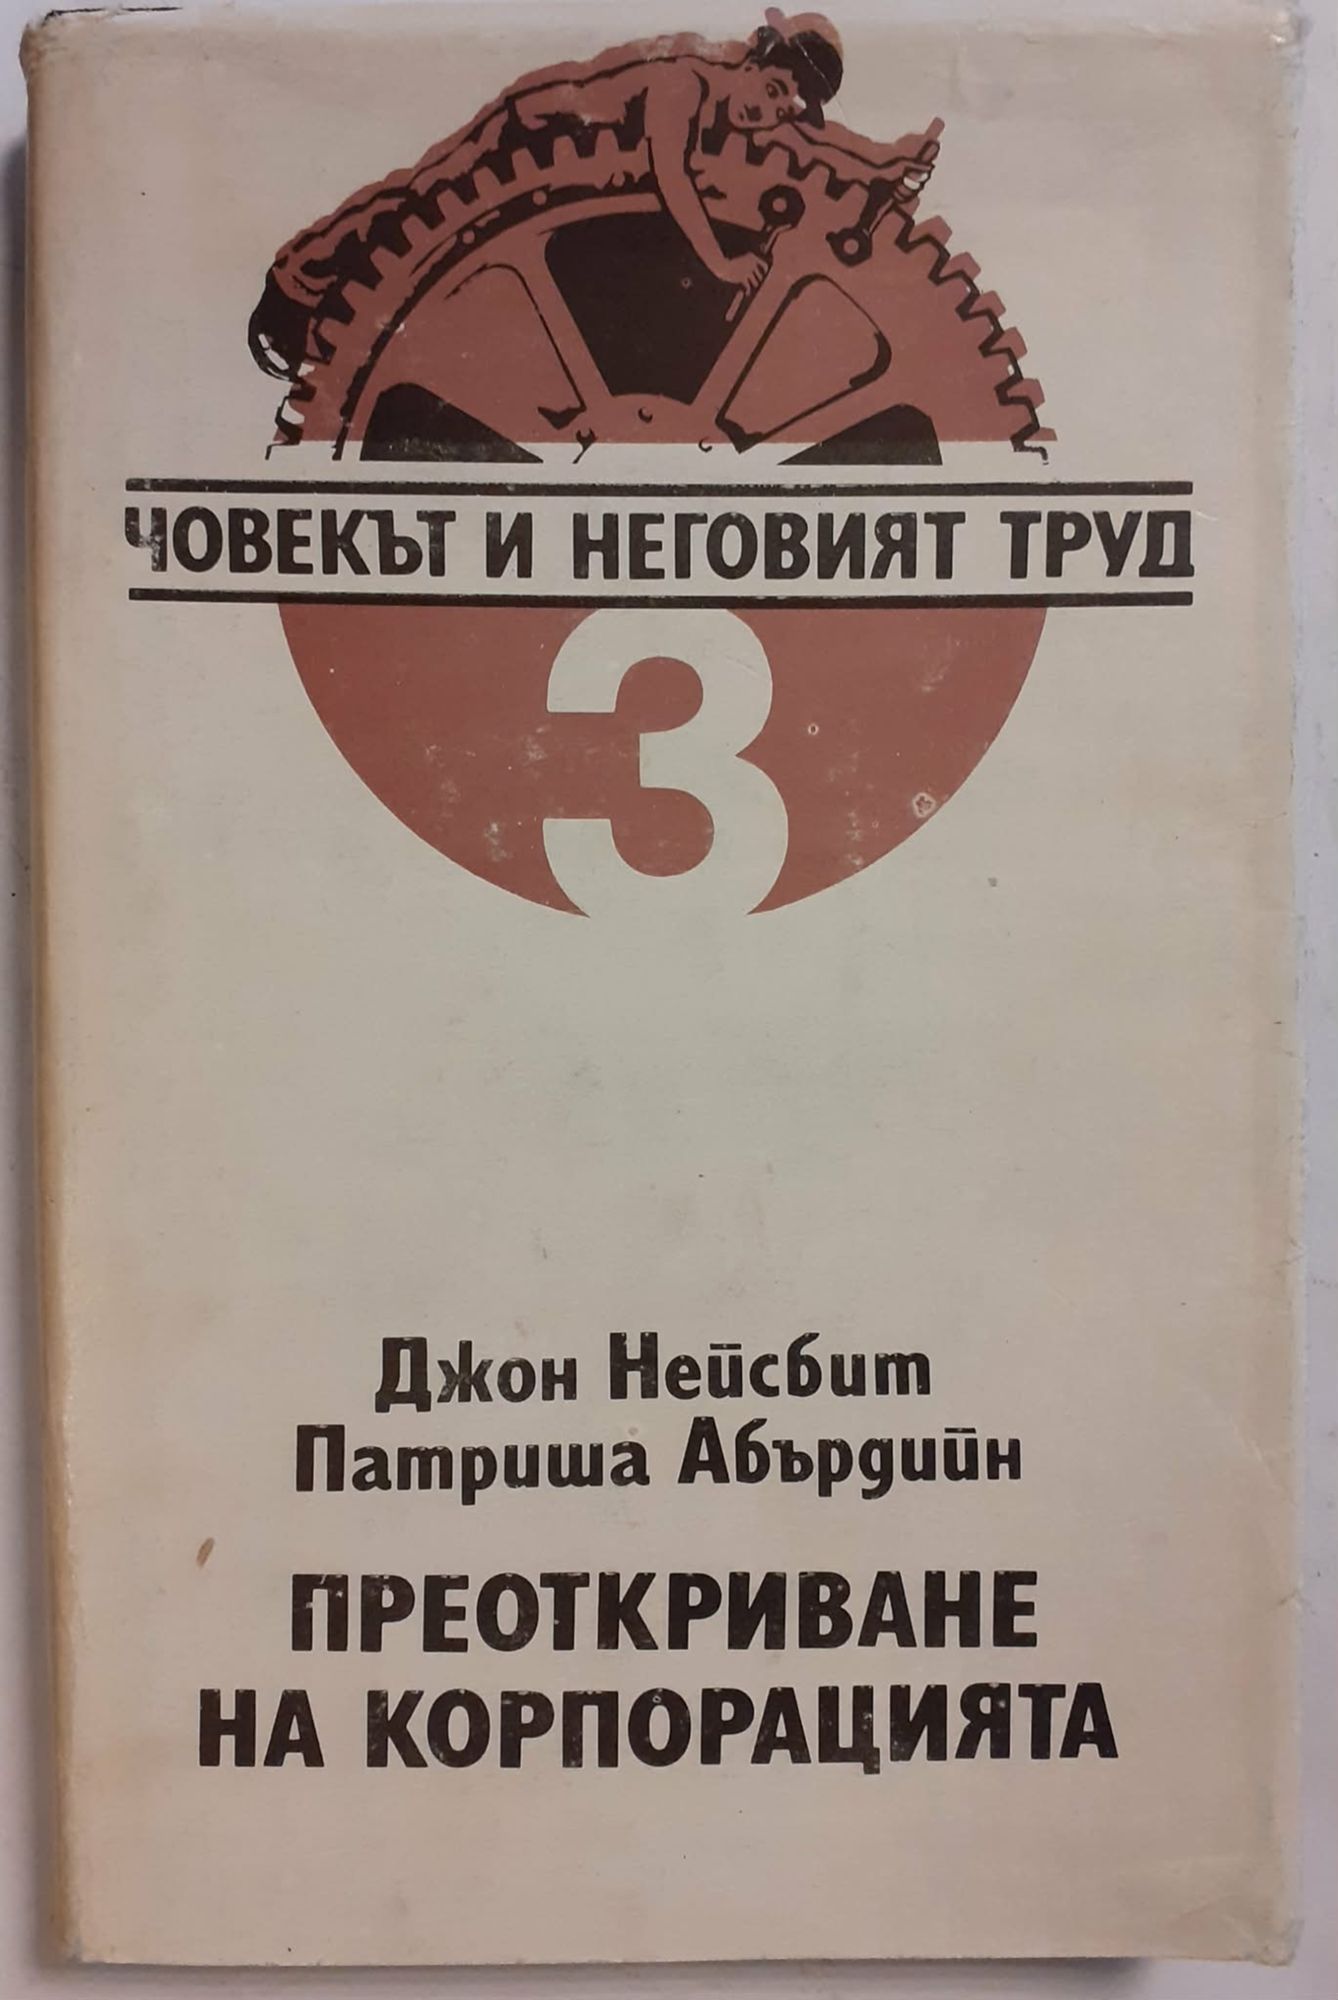 ЧОВЕКЪТ И НЕГОВИЯТ ТРУД
3
Джон Нейсбит
Патриша Абърдийн
ПРЕОТКРИВАНЕ
НА КОРПОРАЦИЯТА